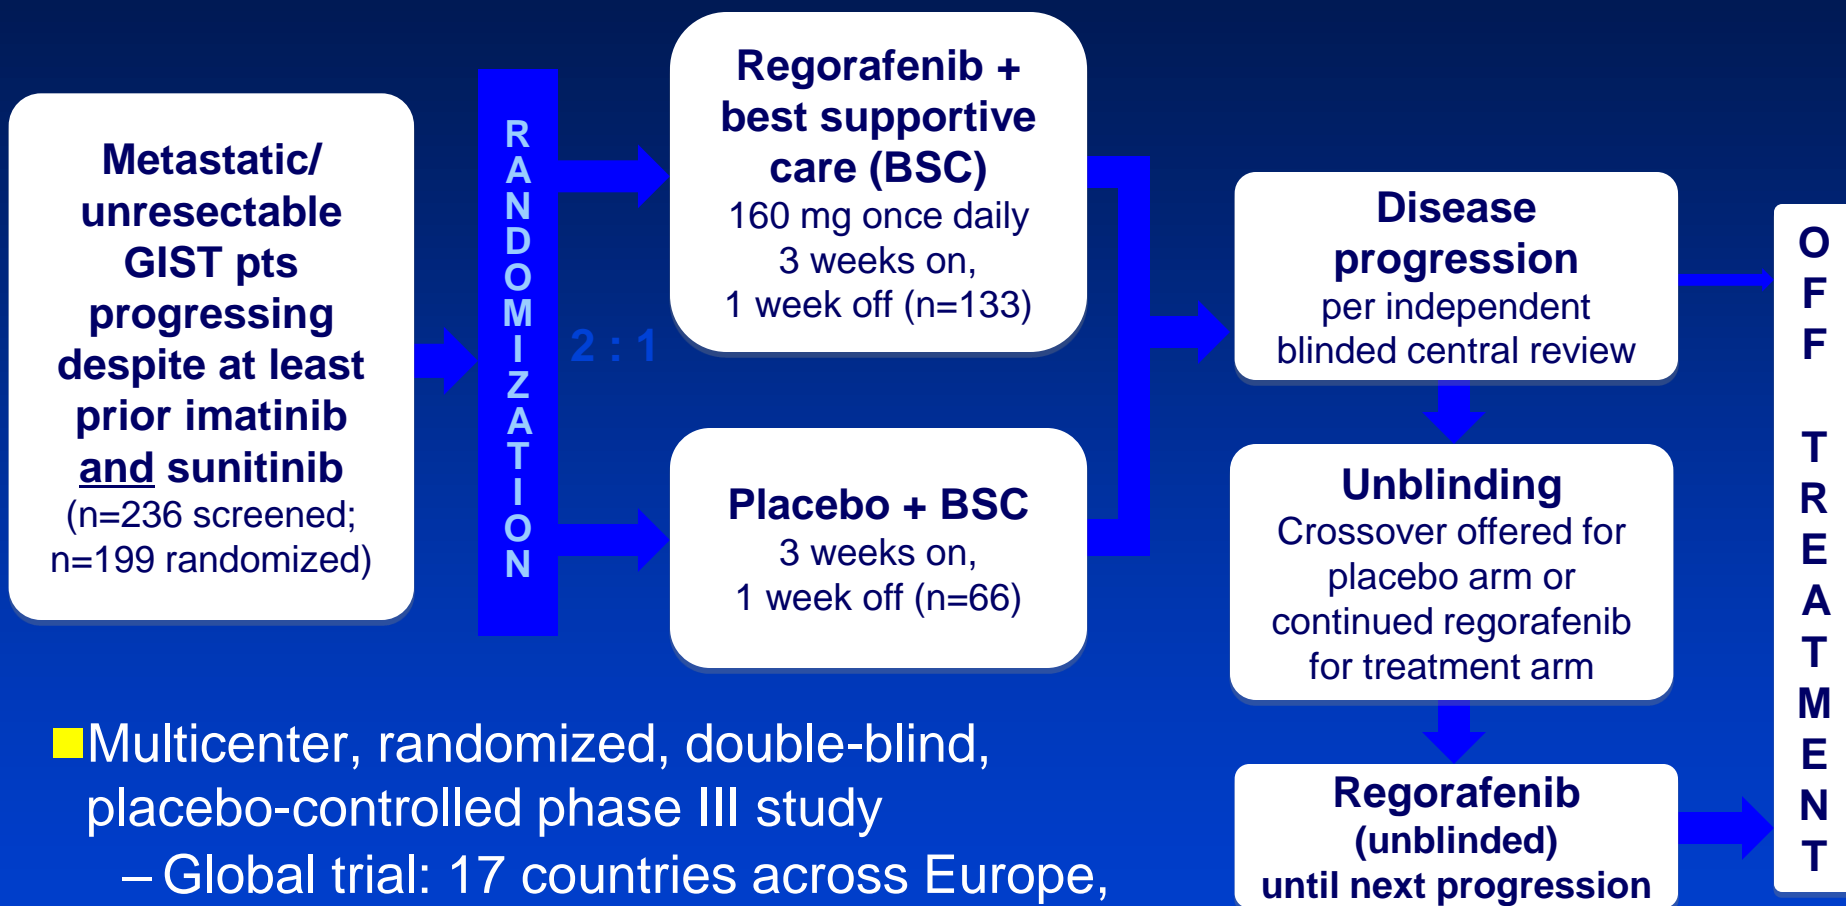 Metastatic/
unresectable
GIST pts
progressing
despite at least
prior imatinib
and sunitinib
(n=236 screened;
n=199 randomized)
RANDOMIZATION
2 : 1
Regorafenib +
best supportive
care (BSC)
160 mg once daily
3 weeks on,
1 week off (n=133)
Placebo + BSC
3 weeks on,
1 week off (n=66)
Disease
progression
per independent
blinded central review
Unblinding
Crossover offered for
placebo arm or
continued regorafenib
for treatment arm
Regorafenib
(unblinded)
until next progression
OFF TREATMENT
Multicenter, randomized, double-blind,
placebo-controlled phase III study
– Global trial: 17 countries across Europe,